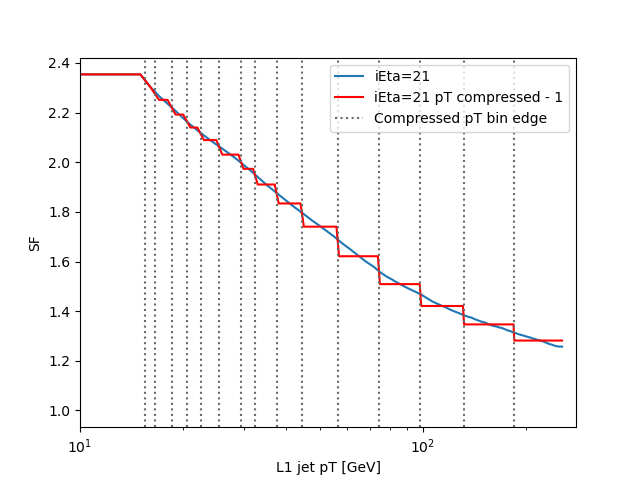 iEta=21
iEta=21 pT compressed - 1
Compressed pT bin edge
SF
2.4
2.2
2.0
1.8
1.6
1.4
1.2
1.0
10¹
10²
L1 jet pT [GeV]